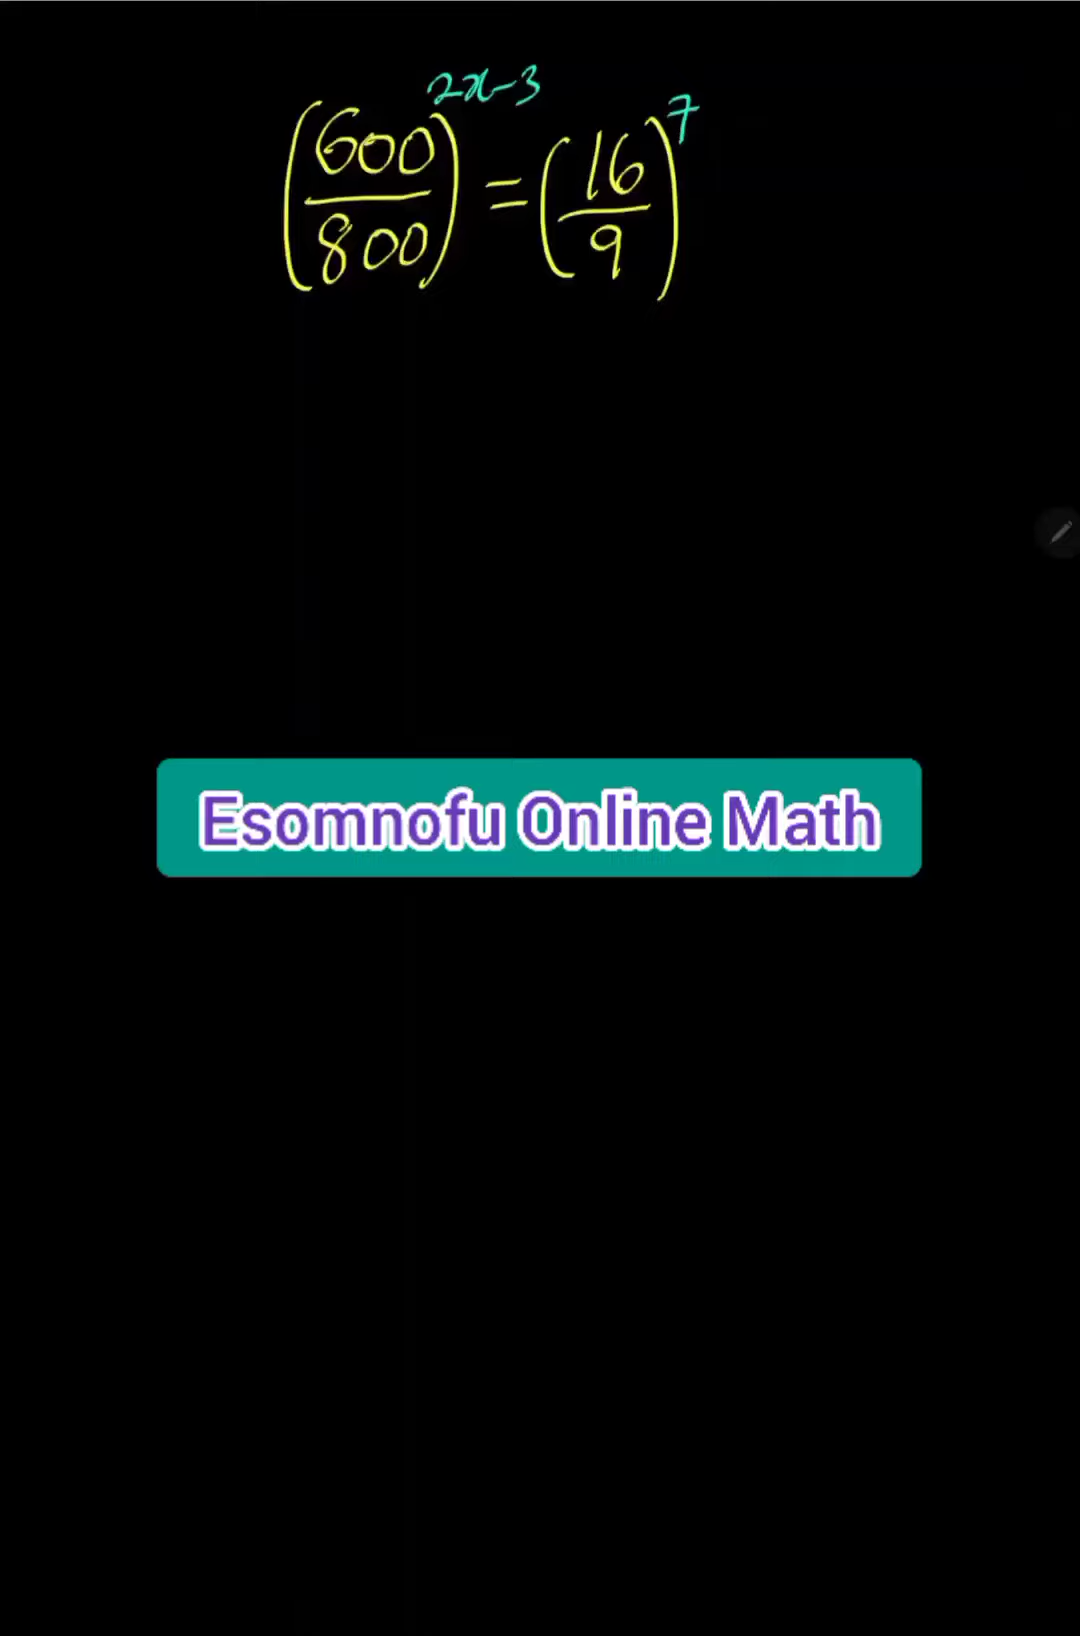 (600/800)^(2x-3) = (16/9)^7
Esomnofu Online Math